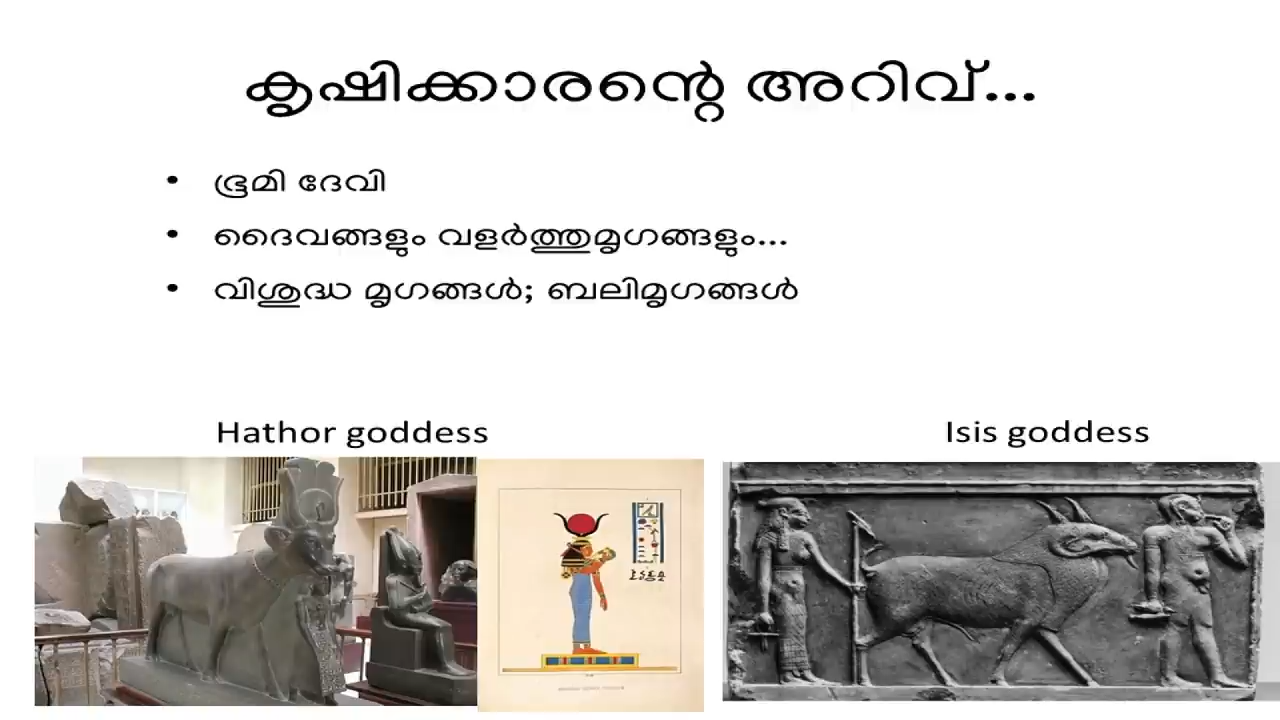 കൃഷിക്കാരന്റെ അറിവ്...
• ഭൂമി ദേവി
• ദൈവങ്ങളും വളർത്തുമൃഗങ്ങളും...
• വിശുദ്ധ മൃഗങ്ങൾ; ബലിമൃഗങ്ങൾ
Hathor goddess
Isis goddess